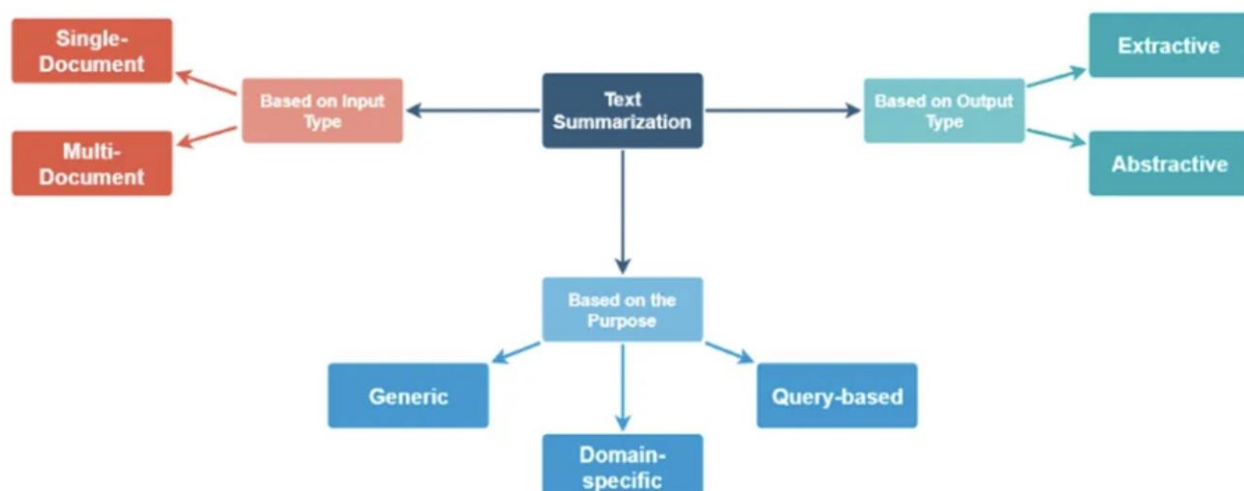 Single-
Document
Multi-
Document
Based on Input
Type
Text
Summarization
Based on Output
Type
Extractive
Abstractive
Based on the
Purpose
Generic
Domain-
specific
Query-based